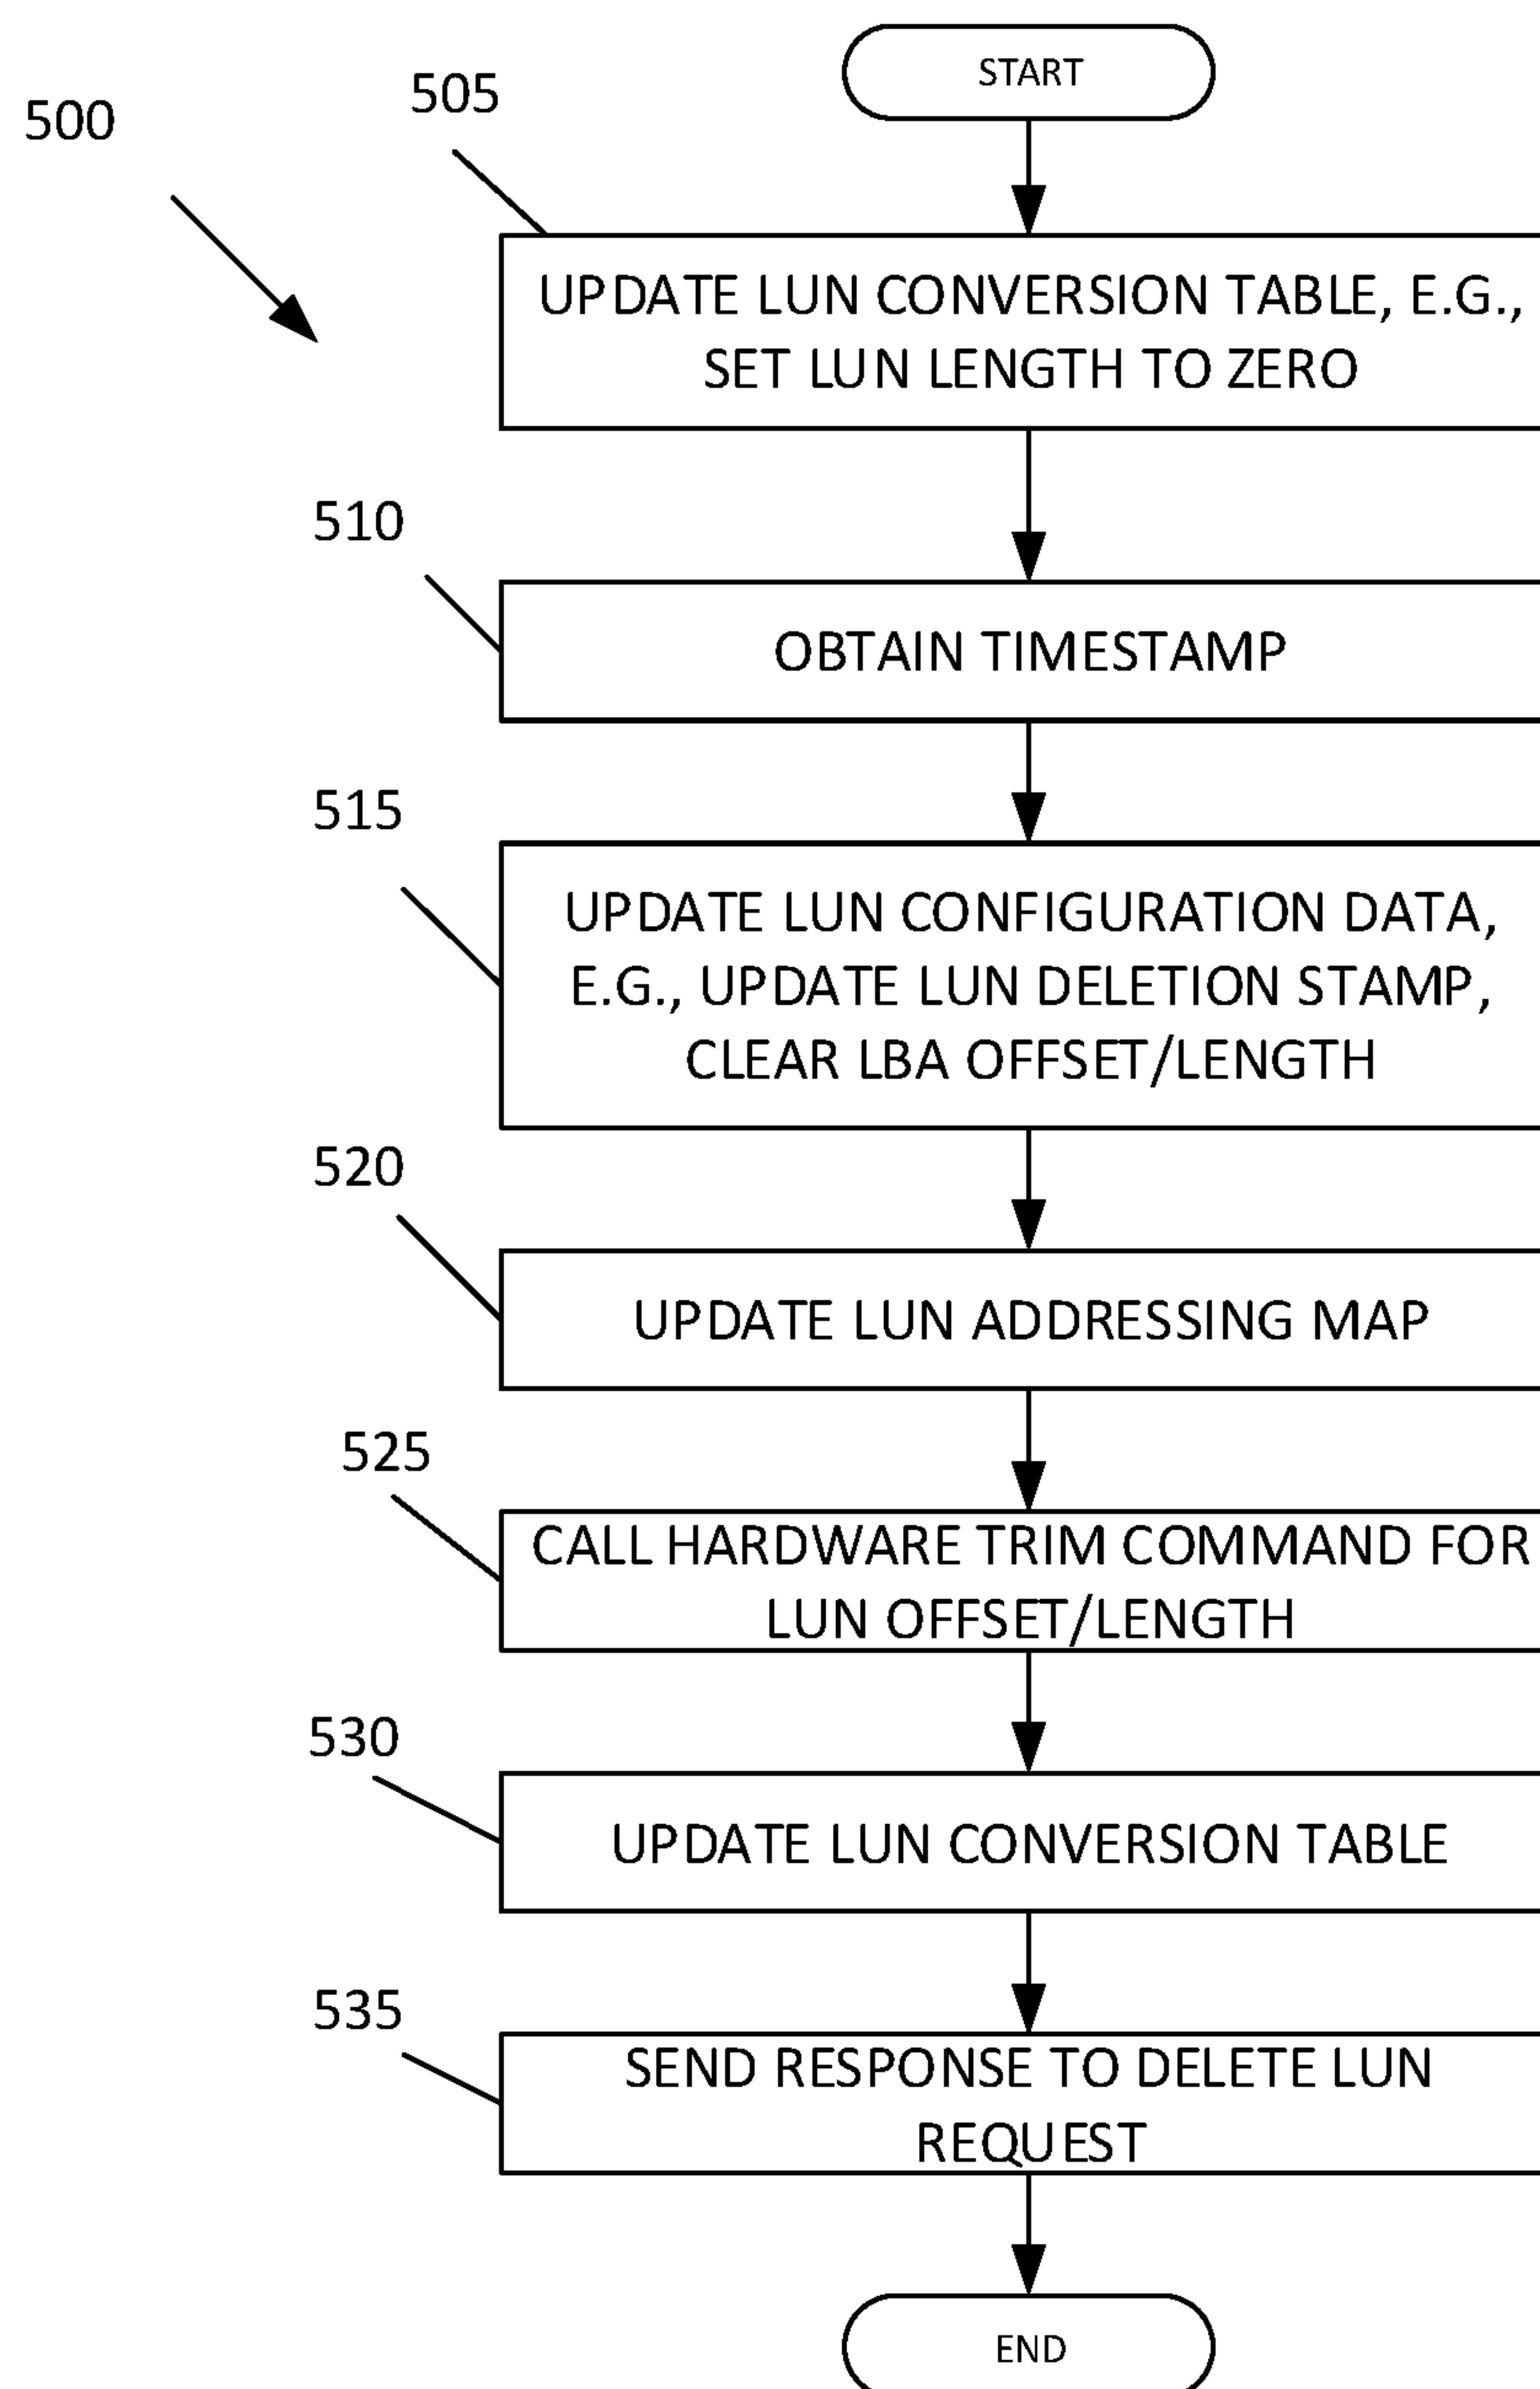 START
500
505
UPDATE LUN CONVERSION TABLE, E.G.,
SET LUN LENGTH TO ZERO
510
OBTAIN TIMESTAMP
515
UPDATE LUN CONFIGURATION DATA,
E.G., UPDATE LUN DELETION STAMP,
CLEAR LBA OFFSET/LENGTH
520
UPDATE LUN ADDRESSING MAP
525
CALL HARDWARE TRIM COMMAND FOR
LUN OFFSET/LENGTH
530
UPDATE LUN CONVERSION TABLE
535
SEND RESPONSE TO DELETE LUN
REQUEST
END